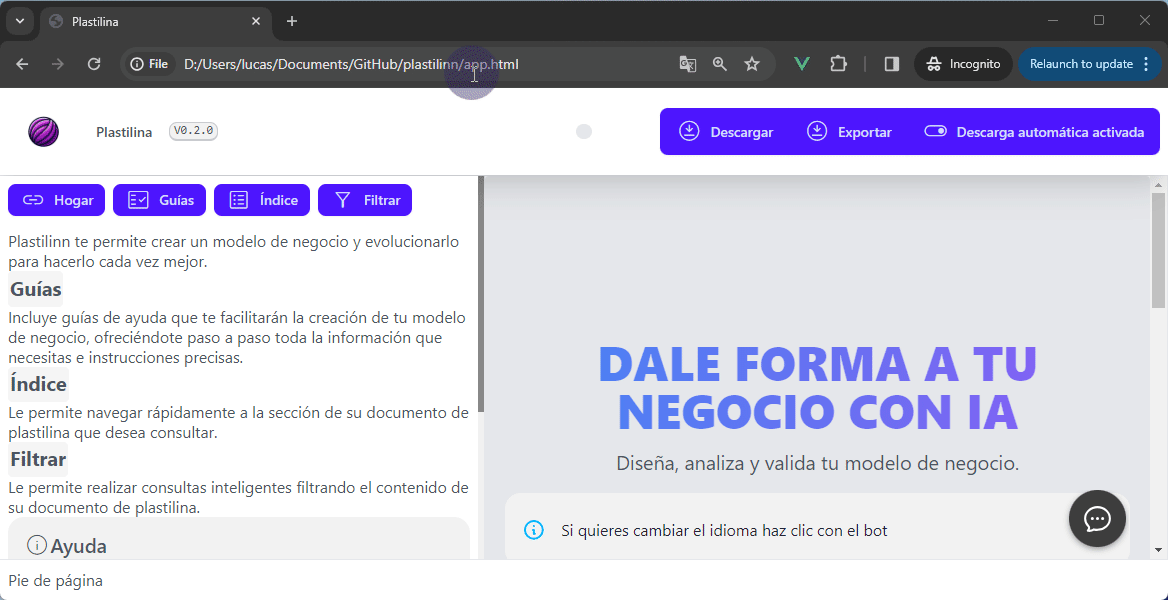 Plastilina
File
D:/Users/lucas/Documents/GitHub/plastilinn/app.html
Incognito
Relaunch to update
Plastilina
V0.2.0
Descargar
Exportar
Descarga automática activada
Hogar
Guías
Índice
Filtrar
Plastilinn te permite crear un modelo de negocio y evolucionarlo
para hacerlo cada vez mejor.
Guías
Incluye guías de ayuda que te facilitarán la creación de tu modelo
de negocio, ofreciéndote paso a paso toda la información que
necesitas e instrucciones precisas.
Índice
Le permite navegar rápidamente a la sección de su documento de
plastilina que desea consultar.
Filtrar
Le permite realizar consultas inteligentes filtrando el contenido de
su documento de plastilina.
Ayuda
DALE FORMA A TU
NEGOCIO CON IA
Diseña, analiza y valida tu modelo de negocio.
Si quieres cambiar el idioma haz clic con el bot
Pie de página